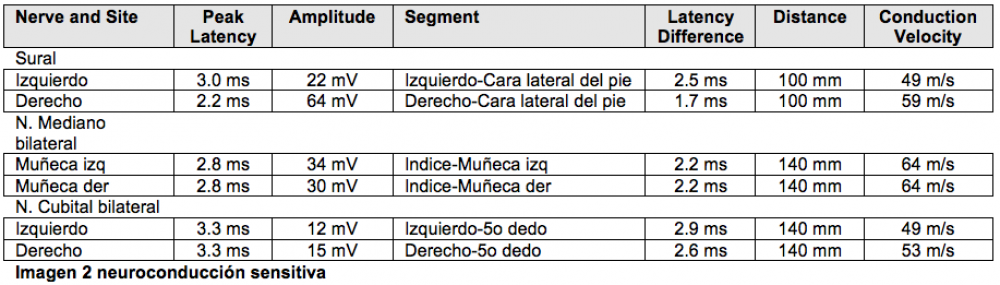 Nerve and Site Peak Latency Amplitude Segment Latency Difference Distance Conduction Velocity
Sural
Izquierdo 3.0 ms 22 mV Izquierdo-Cara lateral del pie 2.5 ms 100 mm 49 m/s
Derecho 2.2 ms 64 mV Derecho-Cara lateral del pie 1.7 ms 100 mm 59 m/s
N. Mediano
bilateral
Muñeca izq 2.8 ms 34 mV Indice-Muñeca izq 2.2 ms 140 mm 64 m/s
Muñeca der 2.8 ms 30 mV Indice-Muñeca der 2.2 ms 140 mm 64 m/s
N. Cubital bilateral
Izquierdo 3.3 ms 12 mV Izquierdo-5o dedo 2.9 ms 140 mm 49 m/s
Derecho 3.3 ms 15 mV Derecho-5o dedo 2.6 ms 140 mm 53 m/s
Imagen 2 neuroconducción sensitiva